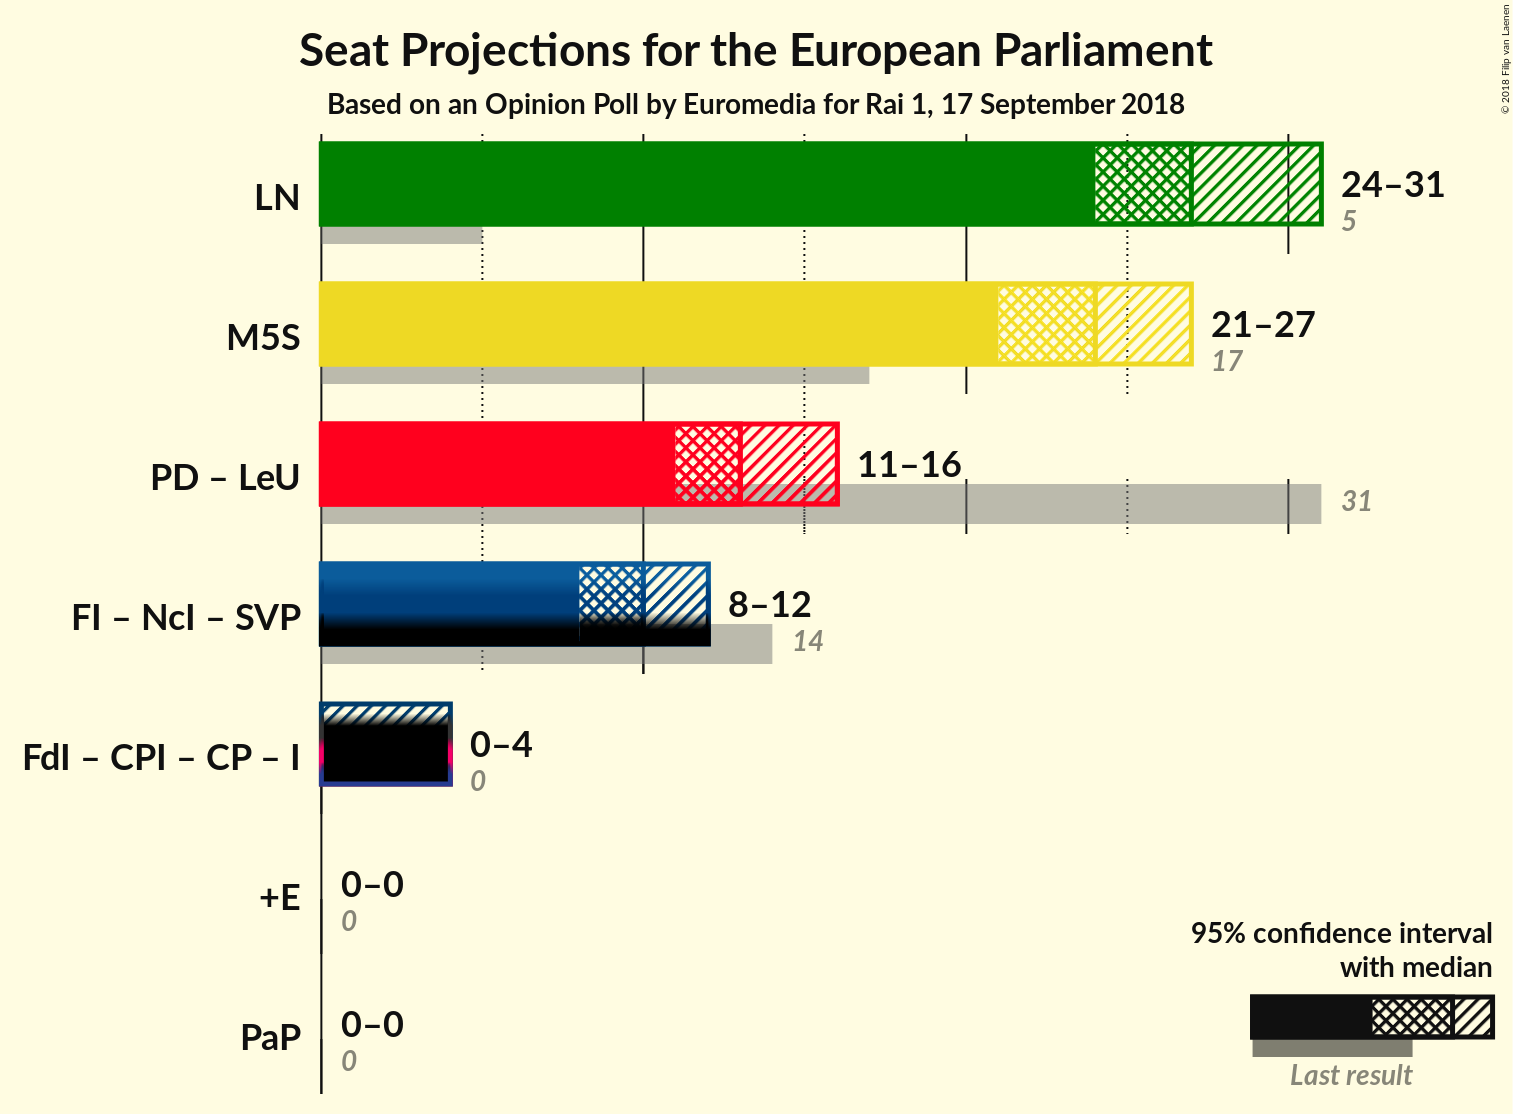 Seat Projections for the European Parliament
Based on an Opinion Poll by Euromedia for Rai 1, 17 September 2018
© 2018 Filip van Laenen
LN
24–31
5
M5S
21–27
17
PD – LeU
11–16
31
FI – NcI – SVP
8–12
14
FdI – CPI – CP – I
0–4
0
+E
0–0
0
PaP
0–0
0
95% confidence interval
with median
Last result